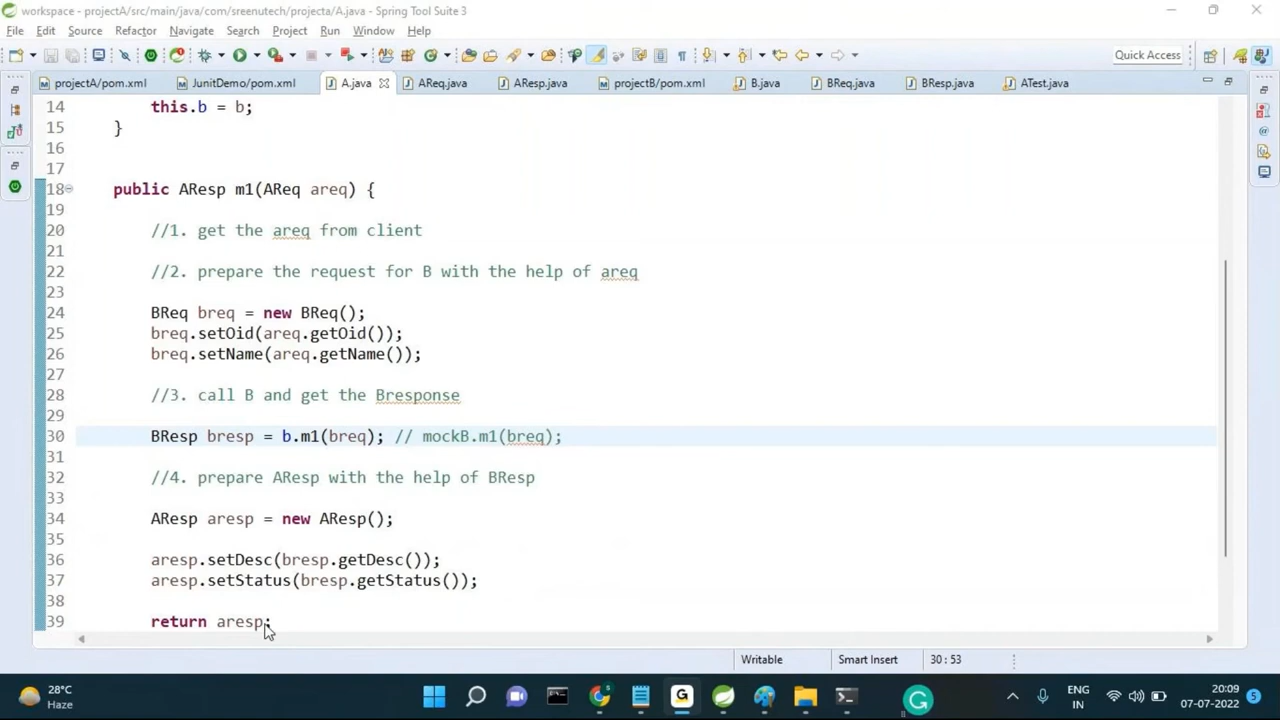 workspace - projectA/src/main/java/com/sreenutech/projecta/A.java - Spring Tool Suite 3
File Edit Source Refactor Navigate Search Project Run Window Help
Quick Access
projectA/pom.xml JunitDemo/pom.xml A.java AReq.java AResp.java projectB/pom.xml B.java BReq.java BResp.java ATest.java
14 this.b = b;
15 }
16
17
18 public AResp m1(AReq areq) {
19
20 //1. get the areq from client
21
22 //2. prepare the request for B with the help of areq
23
24 BReq breq = new BReq();
25 breq.setOid(areq.getOid());
26 breq.setName(areq.getName());
27
28 //3. call B and get the Bresponse
29
30 BResp bresp = b.m1(breq); // mockB.m1(breq);
31
32 //4. prepare AResp with the help of BResp
33
34 AResp aresp = new AResp();
35
36 aresp.setDesc(bresp.getDesc());
37 aresp.setStatus(bresp.getStatus());
38
39 return aresp;
Writable Smart Insert 30 : 53
28°C
Haze
ENG
IN
20:09
07-07-2022
5